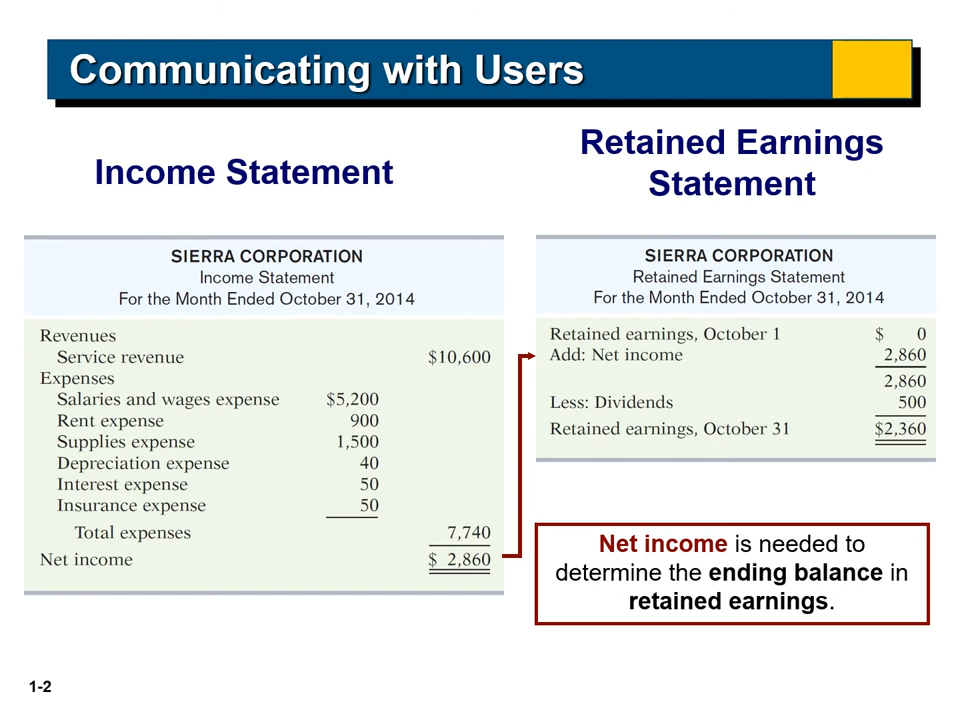 Communicating with Users
Income Statement
SIERRA CORPORATION
Income Statement
For the Month Ended October 31, 2014
Revenues
Service revenue $10,600
Expenses
Salaries and wages expense $5,200
Rent expense 900
Supplies expense 1,500
Depreciation expense 40
Interest expense 50
Insurance expense 50
Total expenses 7,740
Net income $ 2,860
Retained Earnings
Statement
SIERRA CORPORATION
Retained Earnings Statement
For the Month Ended October 31, 2014
Retained earnings, October 1 $ 0
Add: Net income 2,860
2,860
Less: Dividends 500
Retained earnings, October 31 $2,360
Net income is needed to
determine the ending balance in
retained earnings.
1-2